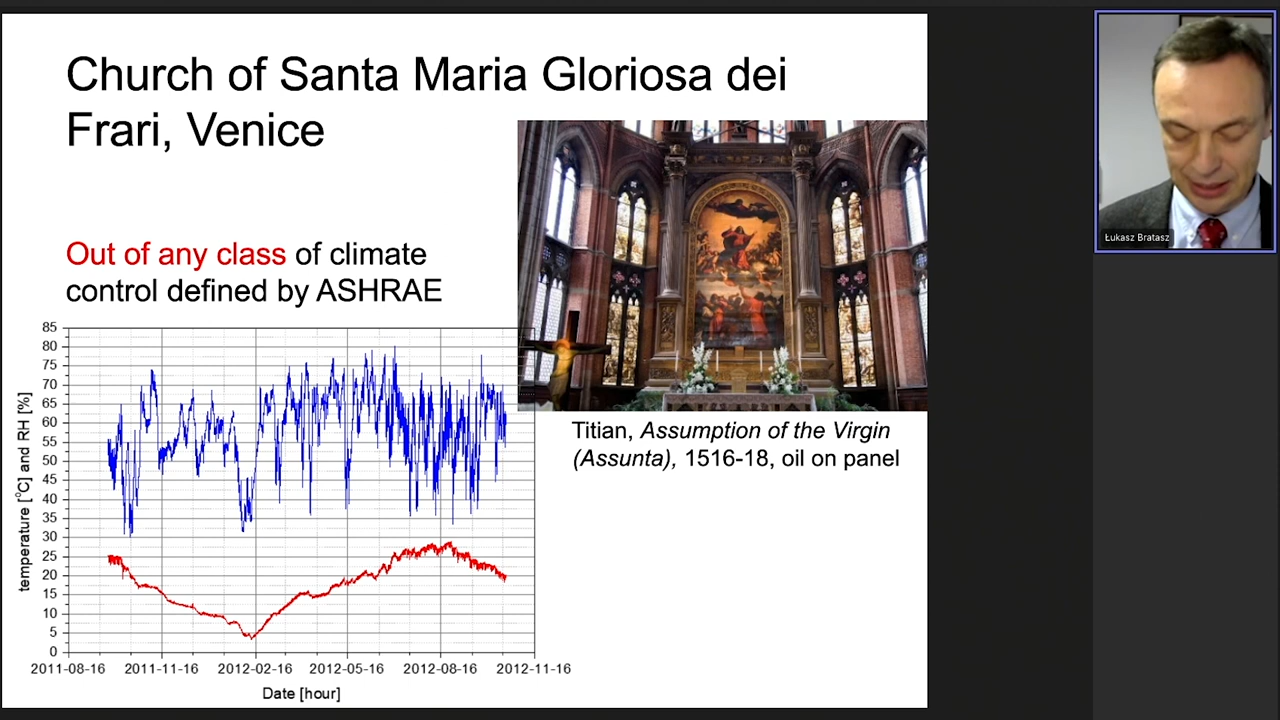 Church of Santa Maria Gloriosa dei
Frari, Venice
Out of any class of climate
control defined by ASHRAE
temperature [°C] and RH [%]
85
80
75
70
65
60
55
50
45
40
35
30
25
20
15
10
5
0
2011-08-16 2011-11-16 2012-02-16 2012-05-16 2012-08-16 2012-11-16
Date [hour]
Titian, Assumption of the Virgin
(Assunta), 1516-18, oil on panel
Łukasz Bratasz